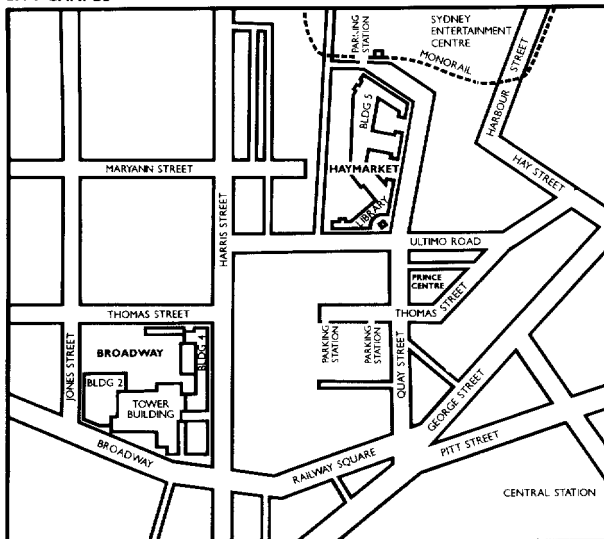 PARKING
STATION
SYDNEY
ENTERTAINMENT
CENTRE
MONORAIL
HARBOUR STREET
BLDG 5
HAY STREET
MARYANN STREET
HAYMARKET
LIBRARY
HARRIS STREET
ULTIMO ROAD
PRINCE
CENTRE
THOMAS STREET
THOMAS STREET
JONES STREET
BROADWAY
BLDG 4
PARKING
STATION
PARKING
STATION
QUAY STREET
BLDG 2
TOWER
BUILDING
GEORGE STREET
BROADWAY
RAILWAY SQUARE
PITT STREET
CENTRAL STATION